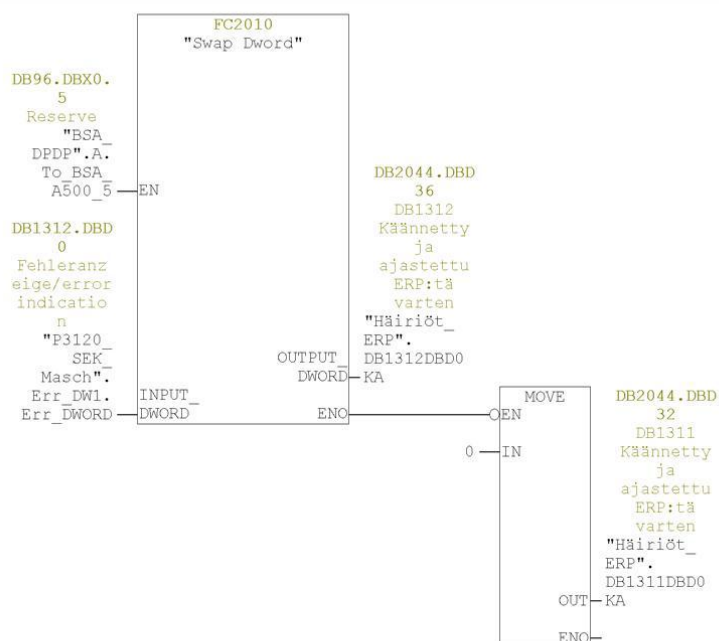 FC2010
"Swap Dword"
DB96.DBX0.
5
Reserve
"BSA_
DPDP".A.
To_BSA_
A500_5
EN
DB1312.DBD
0
Fehleranz
eige/error
indicatio
n
"P3120_
SEK_
Masch".
Err_DW1.
Err_DWORD
INPUT_
DWORD
DB2044.DBD
36
DB1312
Käännetty
ja
ajastettu
ERP:tä
varten
"Häiriöt_
ERP".
DB1312DBD0
KA
OUTPUT_
DWORD
ENO
MOVE
EN
0
IN
DB2044.DBD
32
DB1311
Käännetty
ja
ajastettu
ERP:tä
varten
"Häiriöt_
ERP".
DB1311DBD0
KA
OUT
ENO